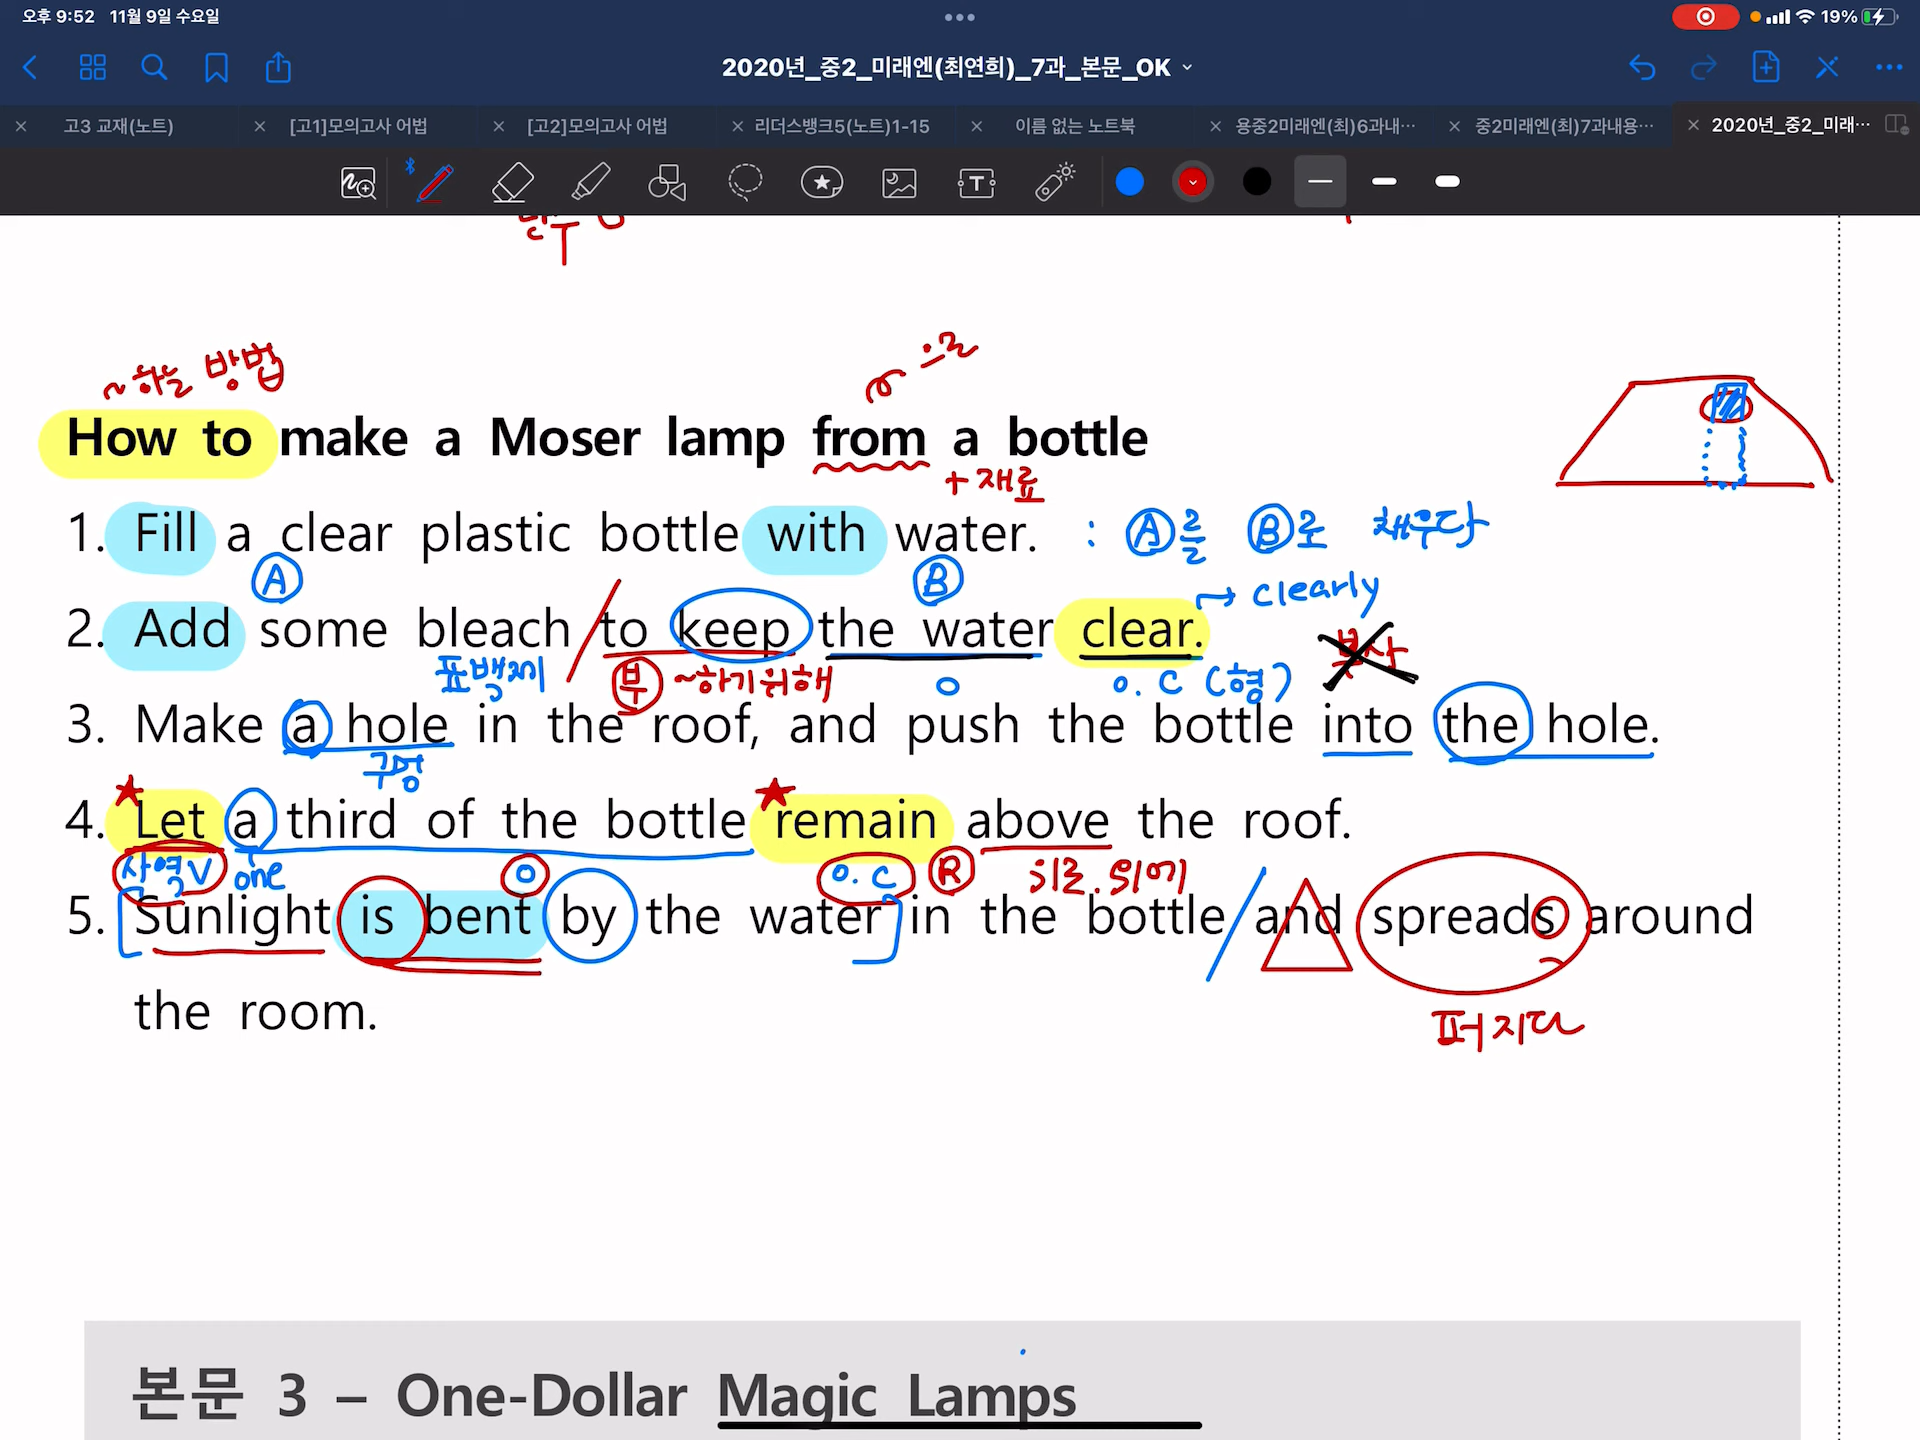 오후 9:52 11월 9일 수요일
19%
2020년_중2_미래엔(최연희)_7과_본문_OK
고3 교재(노트) [고1]모의고사 어법 [고2]모의고사 어법 리더스뱅크5(노트)1-15 이름 없는 노트북 용중2미래엔(최)6과내… 중2미래엔(최)7과내용… 2020년_중2_미래…
~하는 방법 으로
How to make a Moser lamp from a bottle
+ 재료
1. Fill a clear plastic bottle with water. : Ⓐ를 Ⓑ로 채우다
Ⓐ Ⓑ → clearly
2. Add some bleach / to keep the water clear. 부사
표백제 부 ~하기위해 O O.C (형)
3. Make a hole in the roof, and push the bottle into the hole.
구멍
4. Let a third of the bottle remain above the roof.
사역V one O O.C Ⓡ 위에
5. [Sunlight is bent by the water] in the bottle / and spreads around
the room.
퍼지다
본문 3 – One-Dollar Magic Lamps